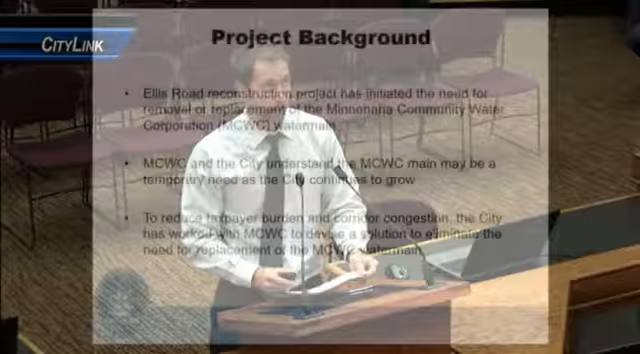 CITYLINK
Project Background
• Ellis Road reconstruction project has initiated the need for
removal or replacement of the Minnehaha Community Water
Corporation (MCWC) watermain
• MCWC and the City understand the MCWC main may be a
temporary need as the City continues to grow
• To reduce taxpayer burden and corridor congestion, the City
has worked with MCWC to devise a solution to eliminate the
need for replacement of the MCWC watermain